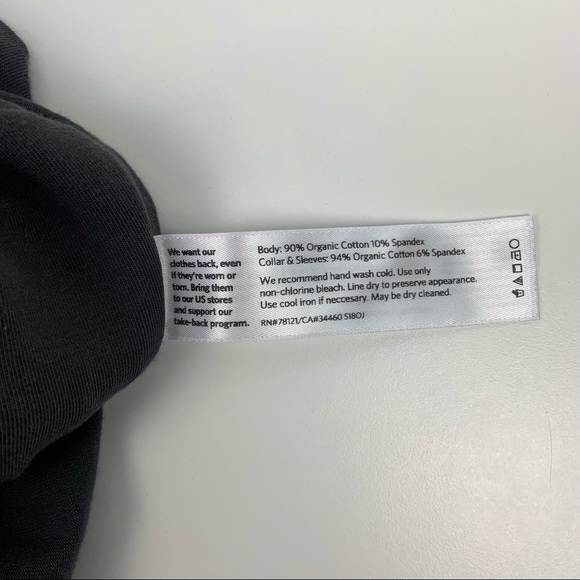 We want our
clothes back, even
if they're worn or
torn. Bring them
to our US stores
and support our
take-back program.
Body: 90% Organic Cotton 10% Spandex
Collar & Sleeves: 94% Organic Cotton 6% Spandex
We recommend hand wash cold. Use only
non-chlorine bleach. Line dry to preserve appearance.
Use cool iron if neccesary. May be dry cleaned.
RN#78121/CA#34460 S18OJ